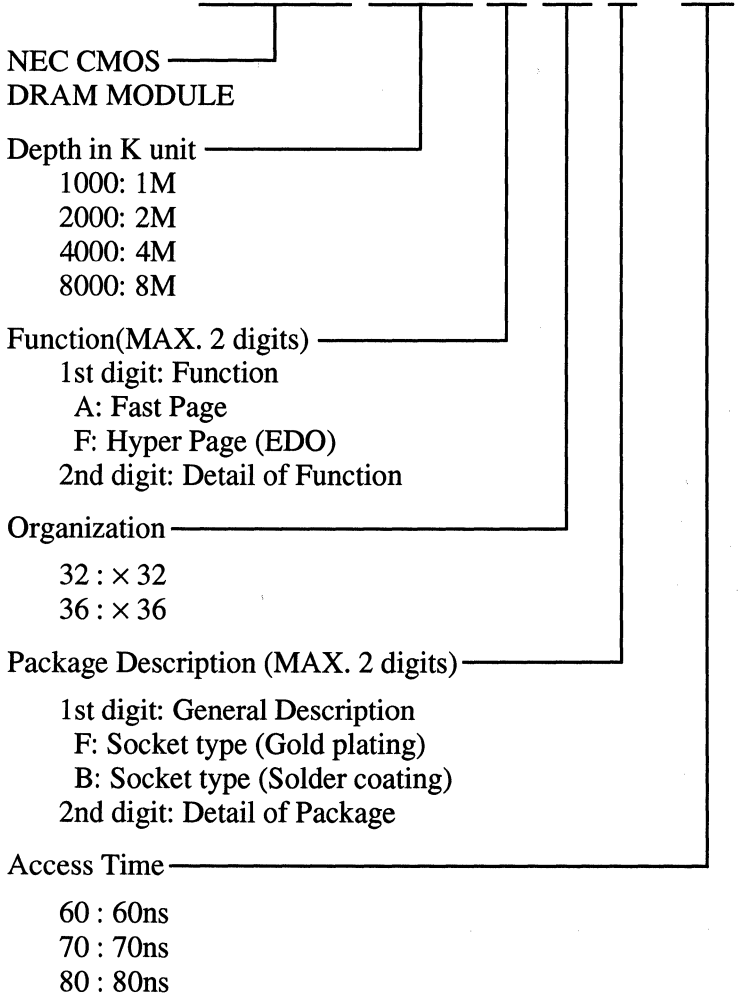 NEC CMOS
DRAM MODULE
Depth in K unit
1000: 1M
2000: 2M
4000: 4M
8000: 8M
Function(MAX. 2 digits)
1st digit: Function
A: Fast Page
F: Hyper Page (EDO)
2nd digit: Detail of Function
Organization
32 : × 32
36 : × 36
Package Description (MAX. 2 digits)
1st digit: General Description
F: Socket type (Gold plating)
B: Socket type (Solder coating)
2nd digit: Detail of Package
Access Time
60 : 60ns
70 : 70ns
80 : 80ns